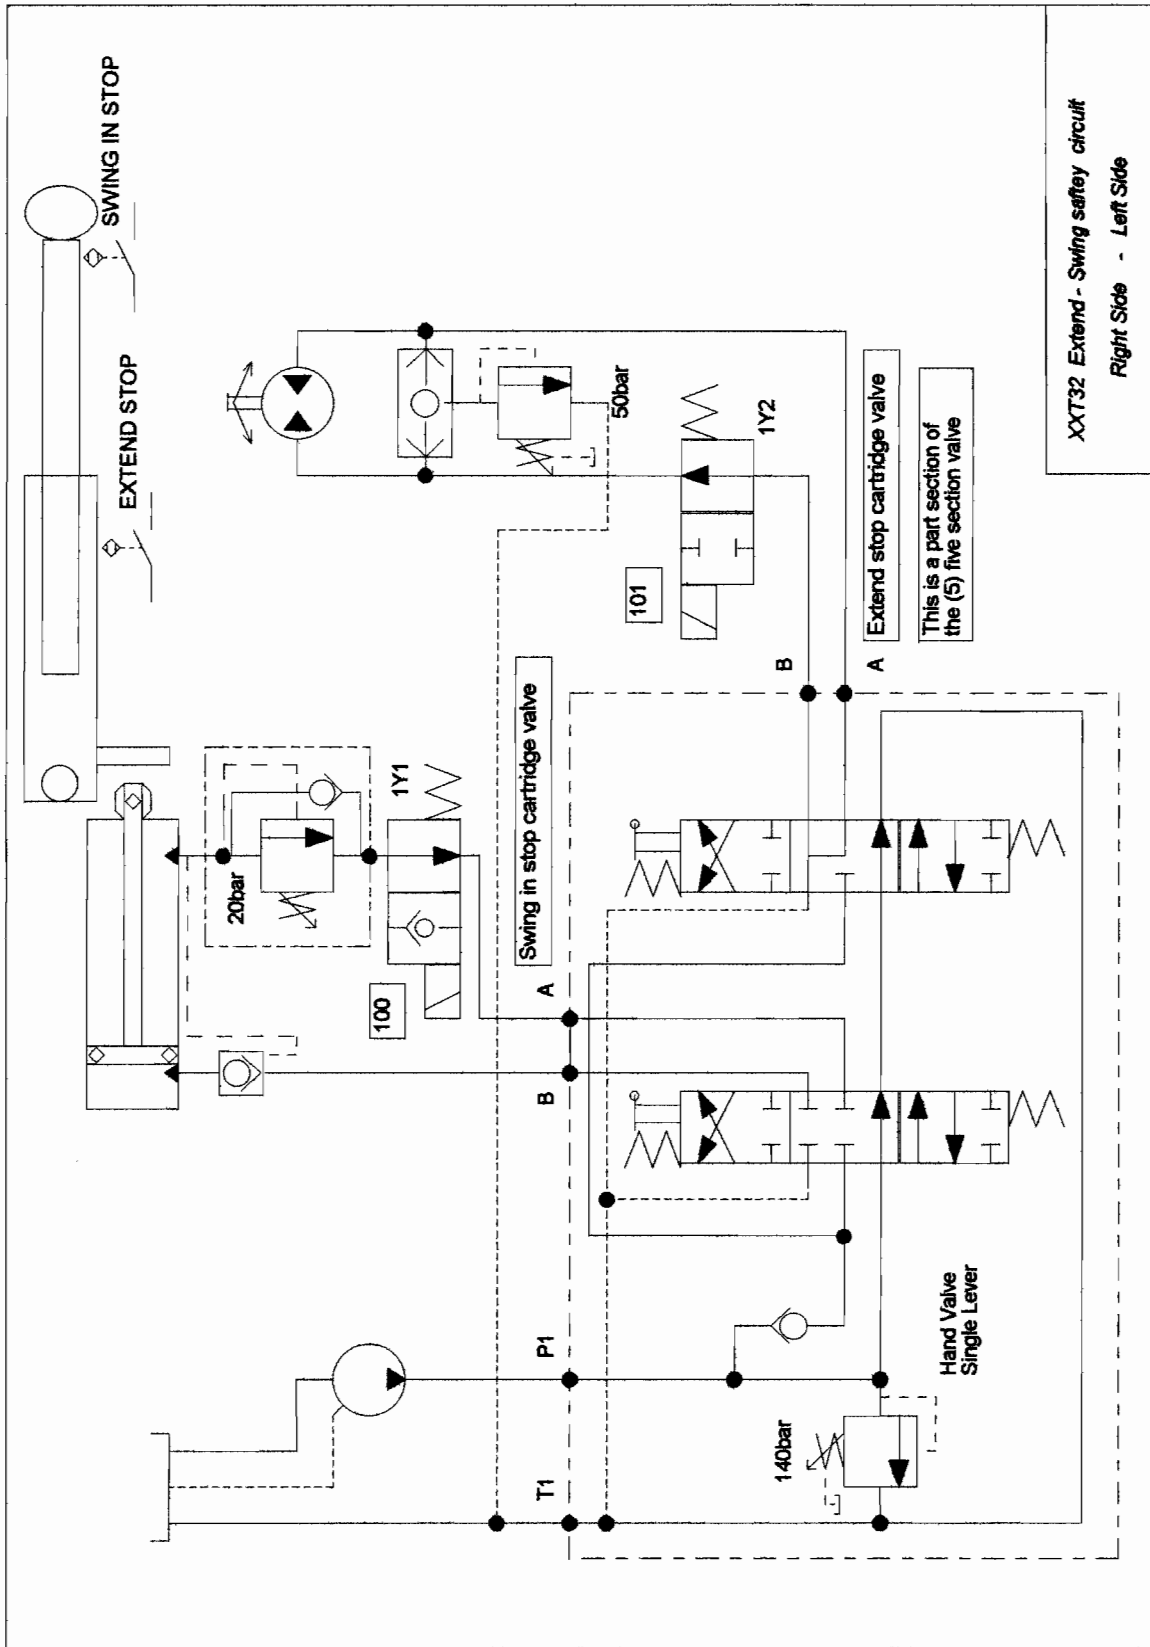 SWING IN STOP
EXTEND STOP
50bar
1Y2
101
20bar
1Y1
100
Swing in stop cartridge valve
B
A
Extend stop cartridge valve
This is a part section of
the (5) five section valve
A
B
P1
T1
140bar
Hand Valve
Single Lever
XXT32 Extend - Swing saftey circuit
Right Side - Left Side